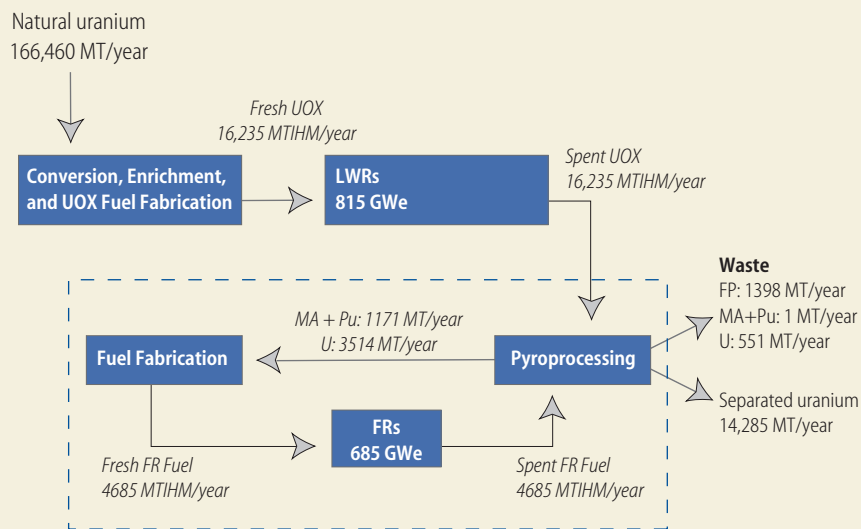 Natural uranium
166,460 MT/year
Fresh UOX
16,235 MTIHM/year
Conversion, Enrichment,
and UOX Fuel Fabrication
LWRs
815 GWe
Spent UOX
16,235 MTIHM/year
Waste
FP: 1398 MT/year
MA+Pu: 1 MT/year
U: 551 MT/year
MA + Pu: 1171 MT/year
U: 3514 MT/year
Fuel Fabrication
Pyroprocessing
Separated uranium
14,285 MT/year
FRs
685 GWe
Fresh FR Fuel
4685 MTIHM/year
Spent FR Fuel
4685 MTIHM/year